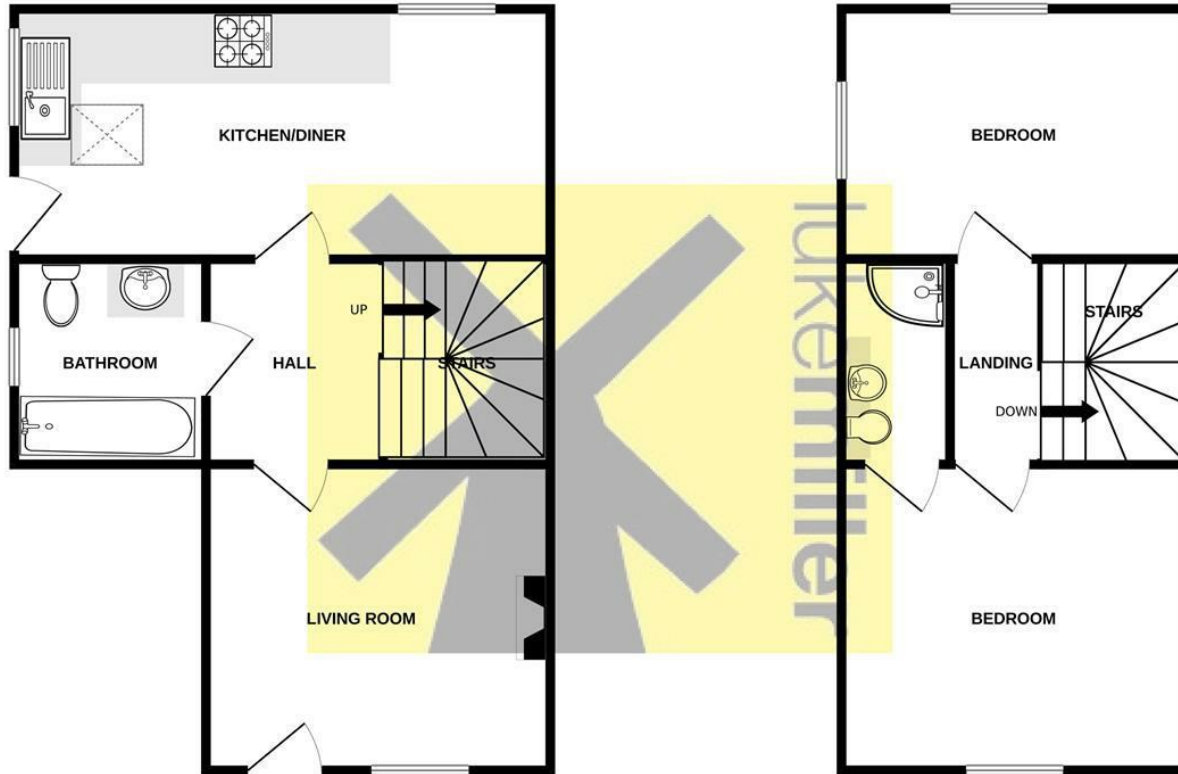 KITCHEN/DINER
BATHROOM
HALL
UP
STAIRS
LIVING ROOM
lukemiller
BEDROOM
STAIRS
LANDING
DOWN
BEDROOM